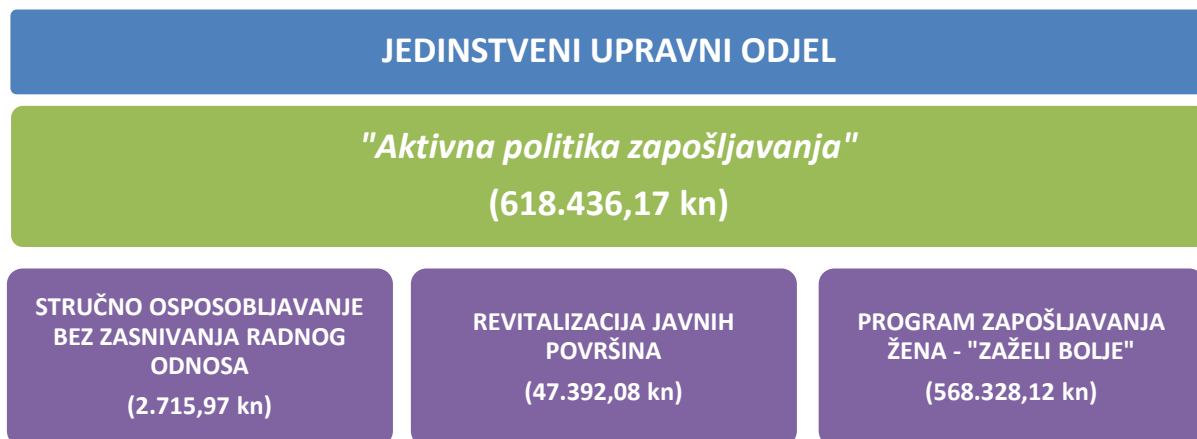 JEDINSTVENI UPRAVNI ODJEL
"Aktivna politika zapošljavanja"
(618.436,17 kn)
STRUČNO OSPOSOBLJAVANJE
BEZ ZASNIVANJA RADNOG
ODNOSA
(2.715,97 kn)
REVITALIZACIJA JAVNIH
POVRŠINA
(47.392,08 kn)
PROGRAM ZAPOŠLJAVANJA
ŽENA - "ZAŽELI BOLJE"
(568.328,12 kn)